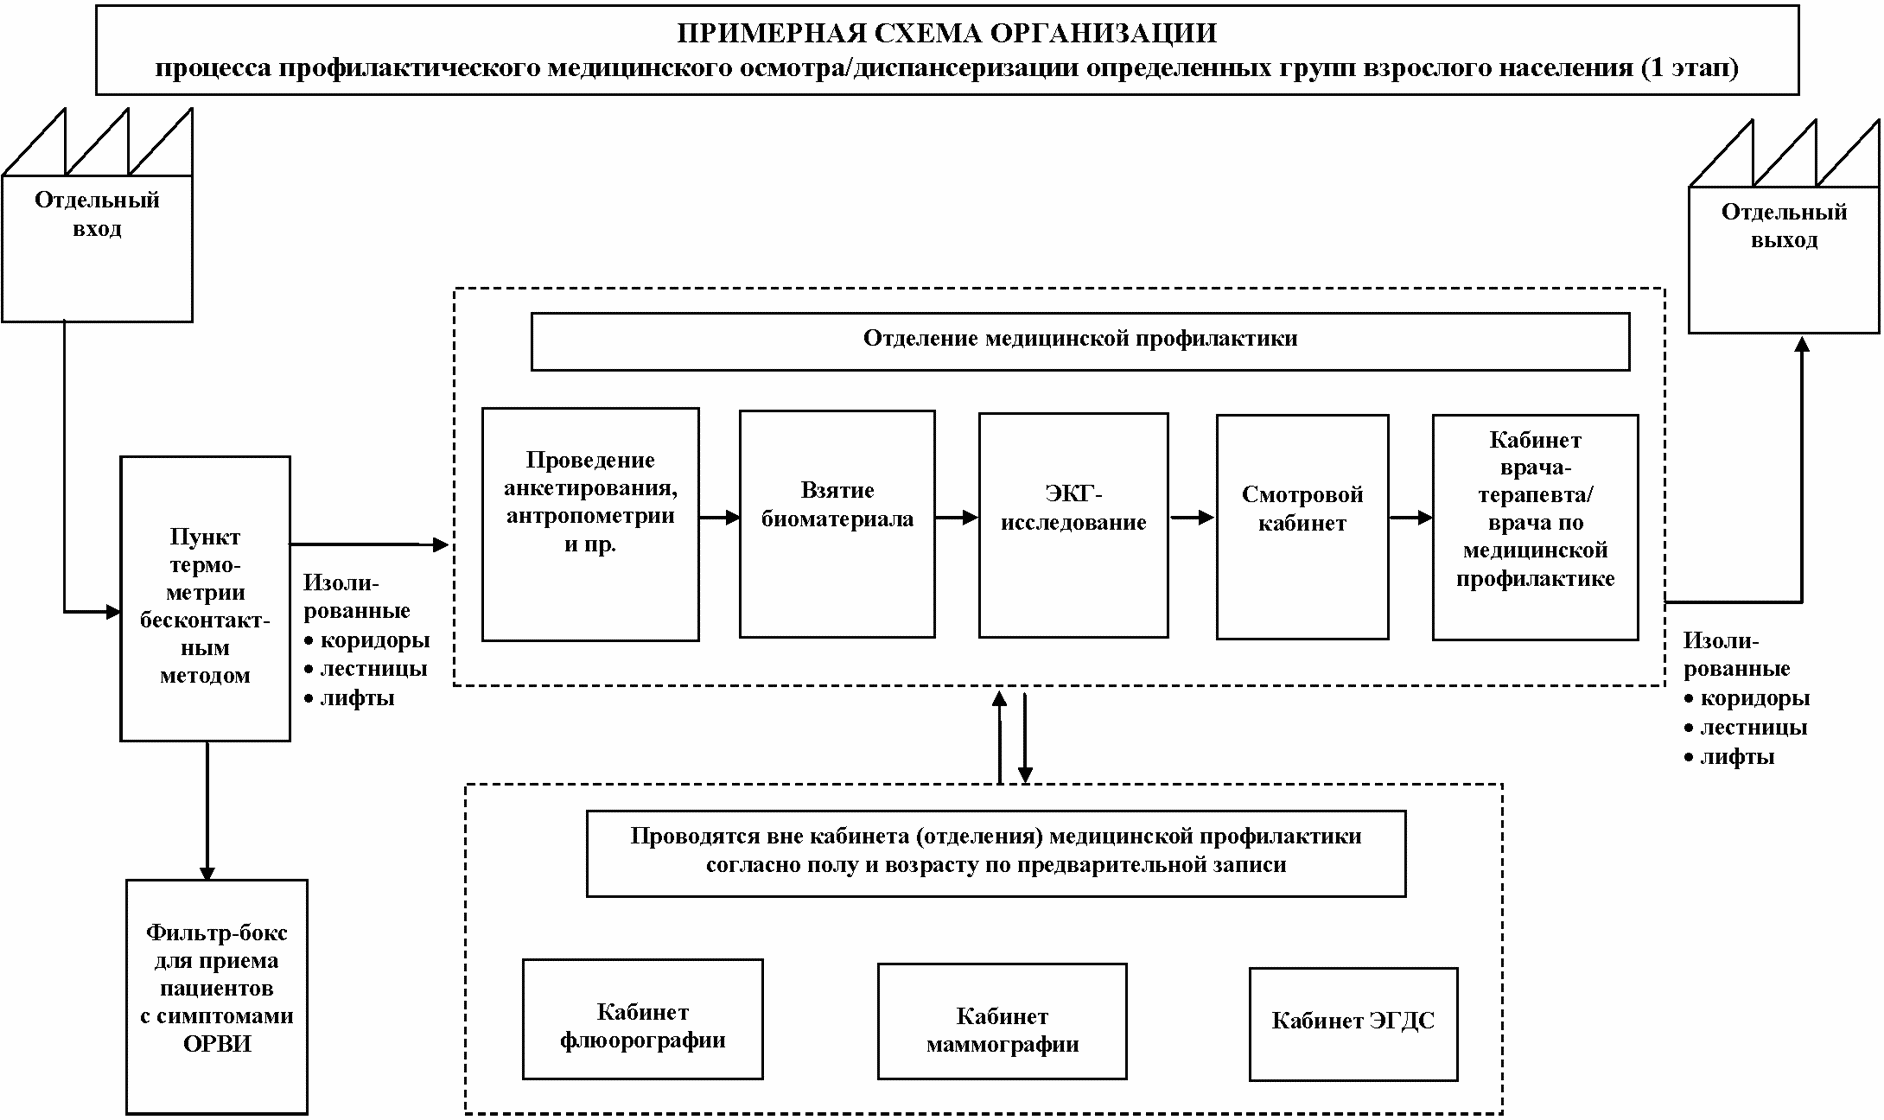 ПРИМЕРНАЯ СХЕМА ОРГАНИЗАЦИИ
процесса профилактического медицинского осмотра/диспансеризации определенных групп взрослого населения (1 этап)
Отдельный
вход
Отдельный
выход
Отделение медицинской профилактики
Проведение
анкетирования,
антропометрии
и пр.
Взятие
биоматериала
ЭКГ-
исследование
Смотровой
кабинет
Кабинет
врача-
терапевта/
врача по
медицинской
профилактике
Пункт
термо-
метрии
бесконтакт-
ным
методом
Изоли-
рованные
• коридоры
• лестницы
• лифты
Изоли-
рованные
• коридоры
• лестницы
• лифты
Проводятся вне кабинета (отделения) медицинской профилактики
согласно полу и возрасту по предварительной записи
Фильтр-бокс
для приема
пациентов
с симптомами
ОРВИ
Кабинет
флюорографии
Кабинет
маммографии
Кабинет ЭГДС